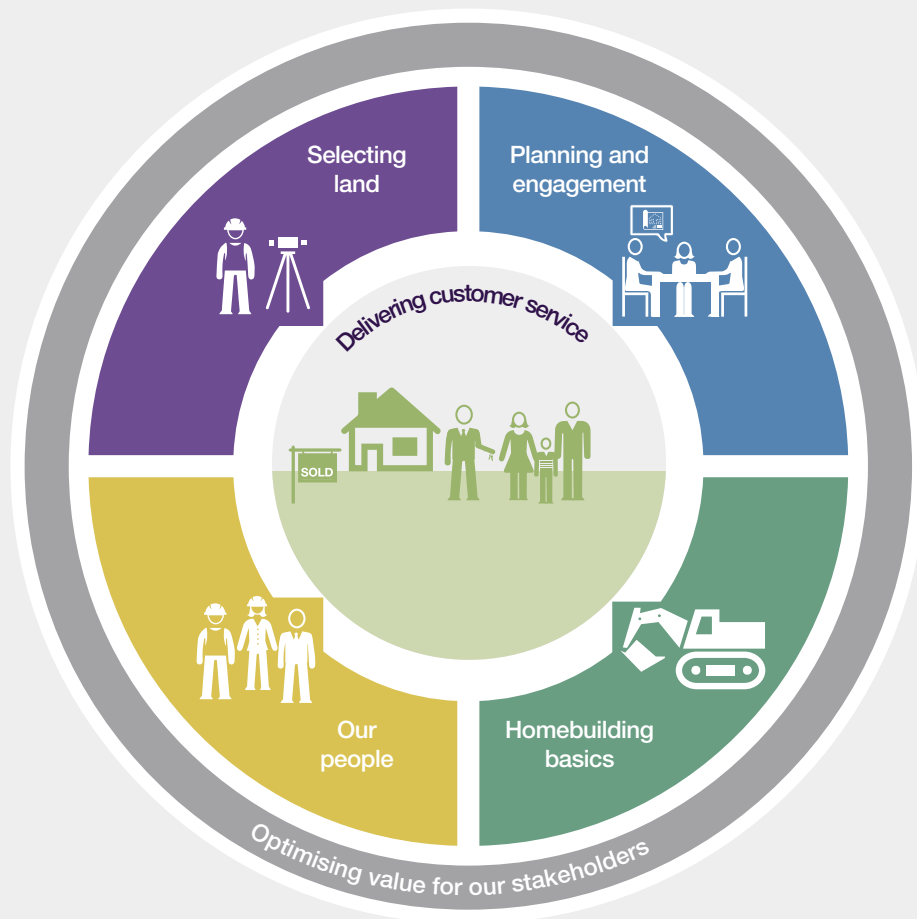 Selecting
land
Planning and
engagement
Delivering customer service
SOLD
Our
people
Homebuilding
basics
Optimising value for our stakeholders